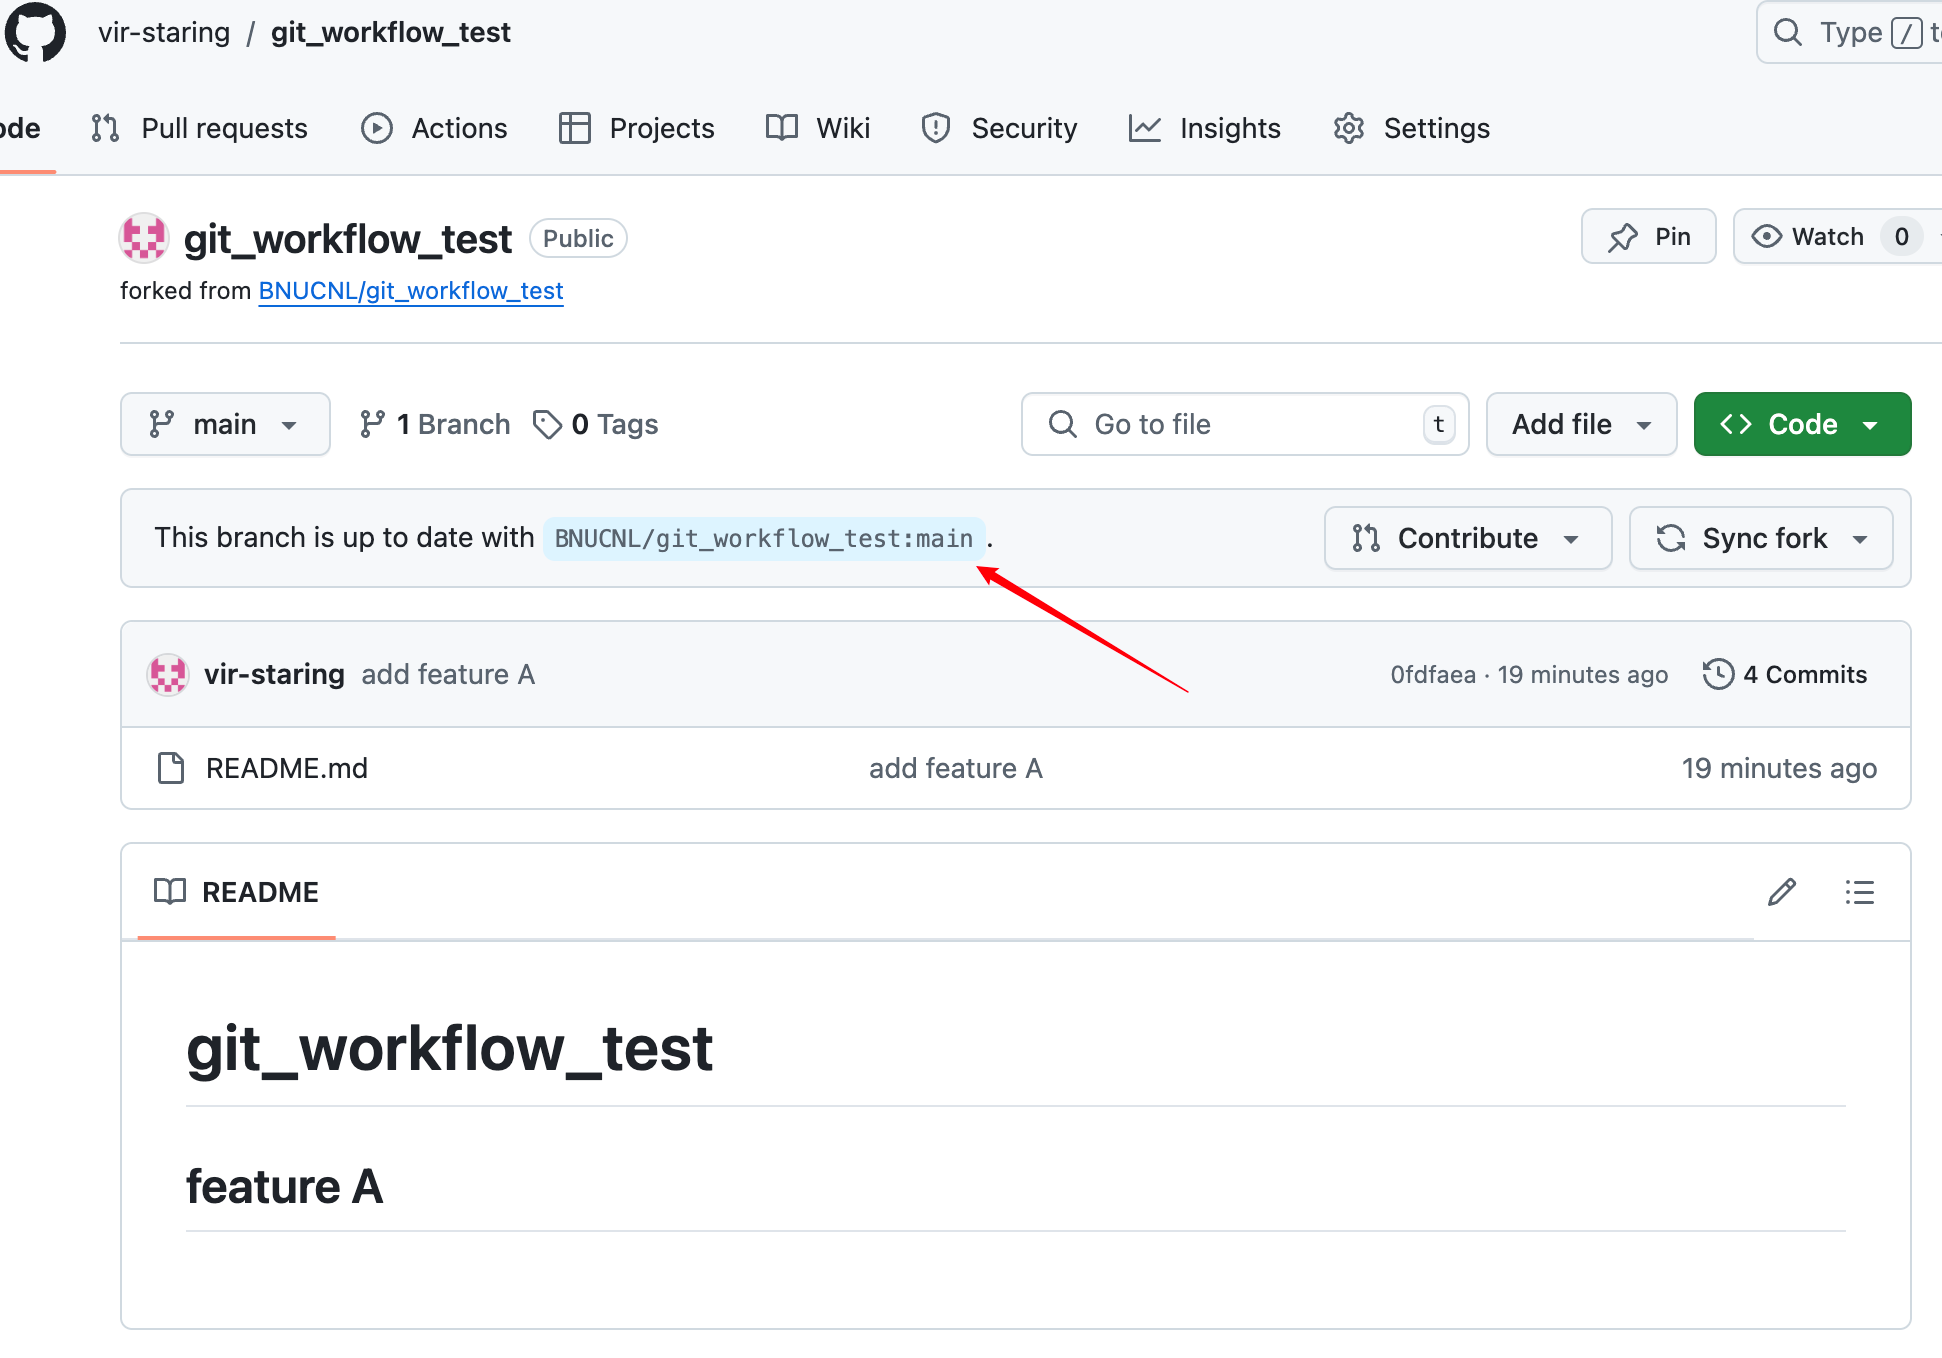 vir-staring / git_workflow_test
Type / to
ode Pull requests Actions Projects Wiki Security Insights Settings
git_workflow_test Public Pin Watch 0
forked from BNUCNL/git_workflow_test
main 1 Branch 0 Tags Go to file t Add file Code
This branch is up to date with BNUCNL/git_workflow_test:main. Contribute Sync fork
vir-staring add feature A 0fdfaea · 19 minutes ago 4 Commits
README.md add feature A 19 minutes ago
README
git_workflow_test
feature A